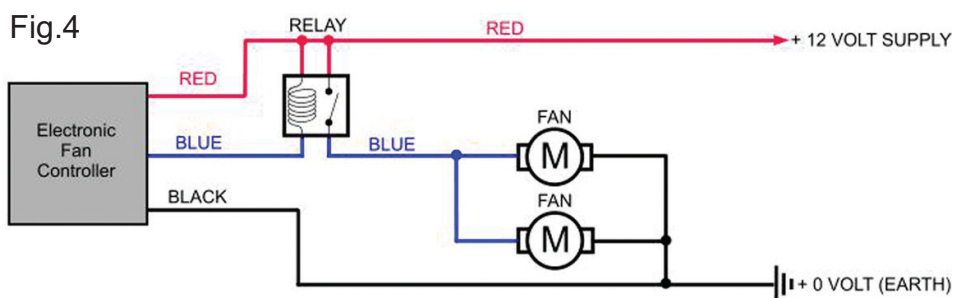 Fig.4
RELAY
RED
+ 12 VOLT SUPPLY
RED
Electronic
Fan
Controller
BLUE
BLUE
FAN
M
BLACK
FAN
M
+ 0 VOLT (EARTH)